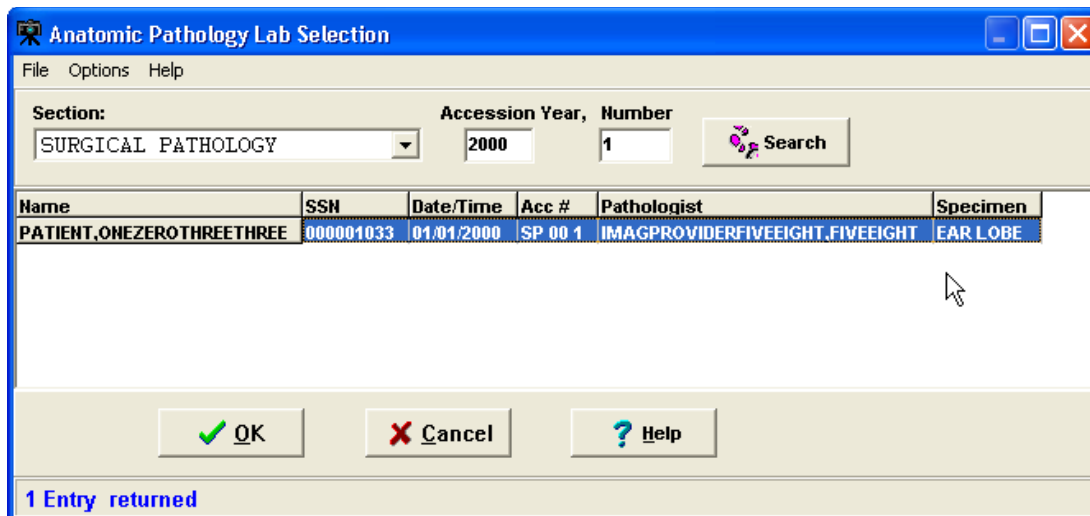 Anatomic Pathology Lab Selection
File Options Help
Section: Accession Year, Number
SURGICAL PATHOLOGY 2000 1 Search
Name SSN Date/Time Acc # Pathologist Specimen
PATIENT,ONEZEROTHREETHREE 000001033 01/01/2000 SP 00 1 IMAGPROVIDERFIVEEIGHT,FIVEEIGHT EAR LOBE
OK Cancel Help
1 Entry returned